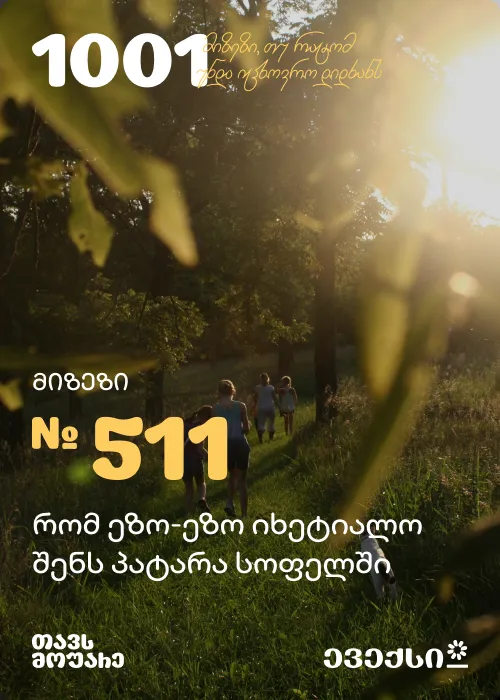 1001 მიზეზი, თუ რატომ
უნდა იცხოვრო დიდხანს
მიზეზი
№ 511
რომ ეზო-ეზო იხეტიალო
შენს პატარა სოფელში
თავს
მოუარე
ევექსი